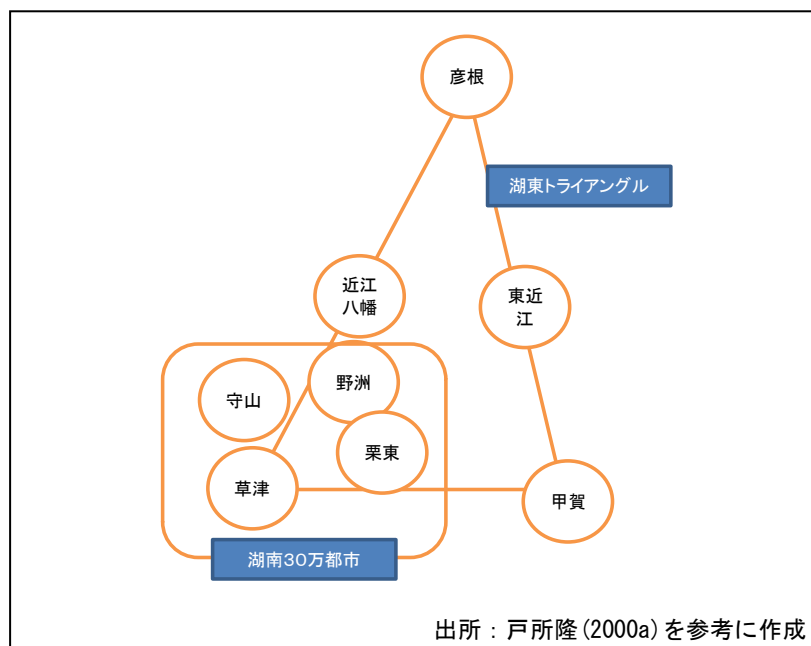 彦根
湖東トライアングル
近江
八幡
東近
江
野洲
守山
栗東
草津
甲賀
湖南30万都市
出所：戸所隆(2000a)を参考に作成